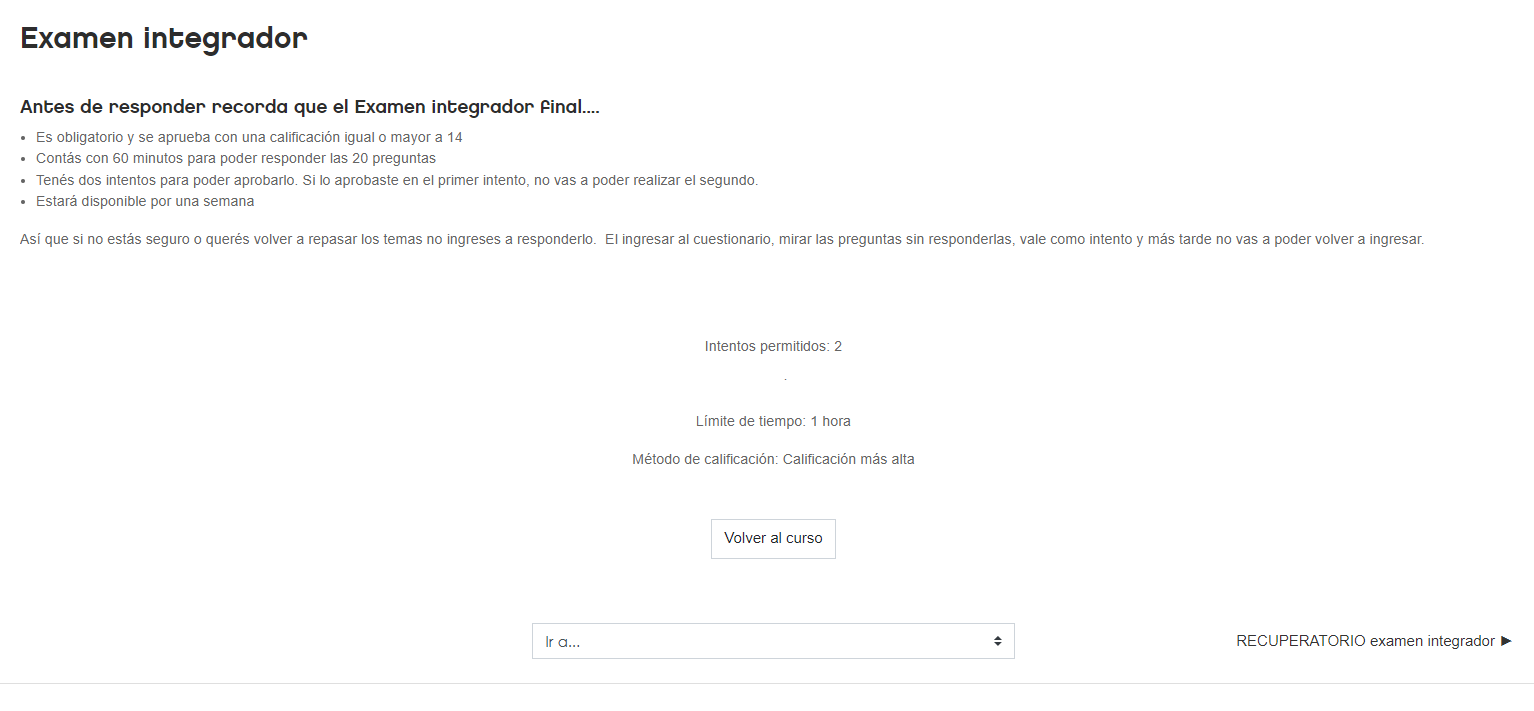 Examen integrador
Antes de responder recorda que el Examen integrador final....
• Es obligatorio y se aprueba con una calificación igual o mayor a 14
• Contás con 60 minutos para poder responder las 20 preguntas
• Tenés dos intentos para poder aprobarlo. Si lo aprobaste en el primer intento, no vas a poder realizar el segundo.
• Estará disponible por una semana
Así que si no estás seguro o querés volver a repasar los temas no ingreses a responderlo.  El ingresar al cuestionario, mirar las preguntas sin responderlas, vale como intento y más tarde no vas a poder volver a ingresar.
Intentos permitidos: 2
.
Límite de tiempo: 1 hora
Método de calificación: Calificación más alta
Volver al curso
Ir a...
RECUPERATORIO examen integrador ►